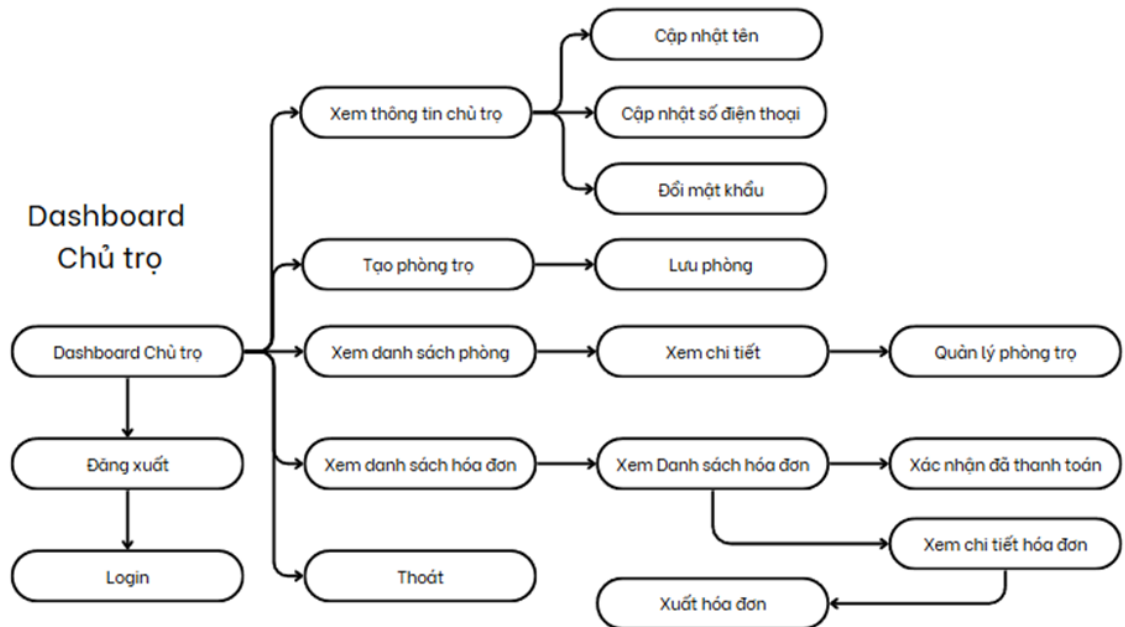 Cập nhật tên
Xem thông tin chủ trọ
Cập nhật số điện thoại
Đổi mật khẩu
Dashboard
Chủ trọ
Tạo phòng trọ
Lưu phòng
Dashboard Chủ trọ
Xem danh sách phòng
Xem chi tiết
Quản lý phòng trọ
Đăng xuất
Xem danh sách hóa đơn
Xem Danh sách hóa đơn
Xác nhận đã thanh toán
Xem chi tiết hóa đơn
Login
Thoát
Xuất hóa đơn